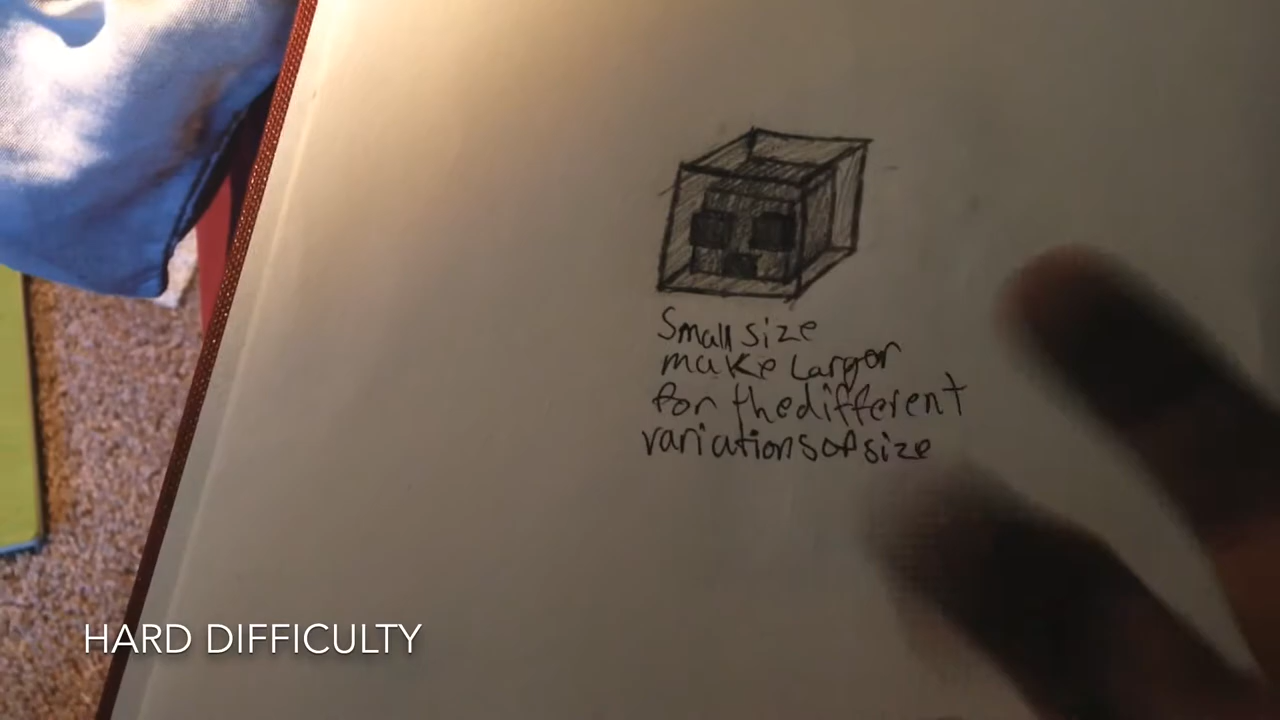 Small size
make Larger
for the different
variations of size
HARD DIFFICULTY